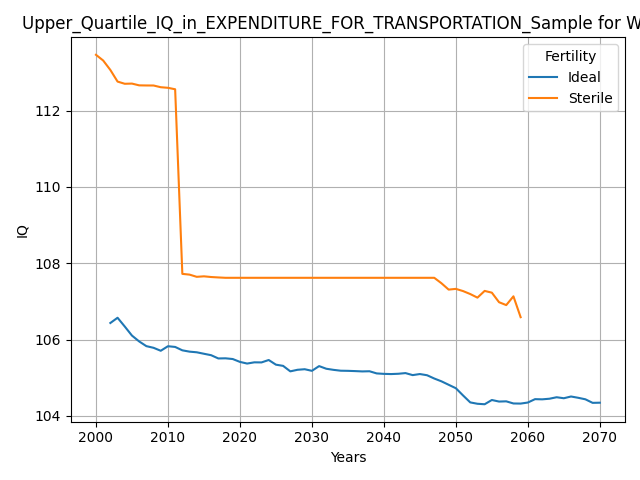 Upper_Quartile_IQ_in_EXPENDITURE_FOR_TRANSPORTATION_Sample for W
Fertility
Ideal
Sterile
IQ
112
110
108
106
104
2000 2010 2020 2030 2040 2050 2060 2070
Years